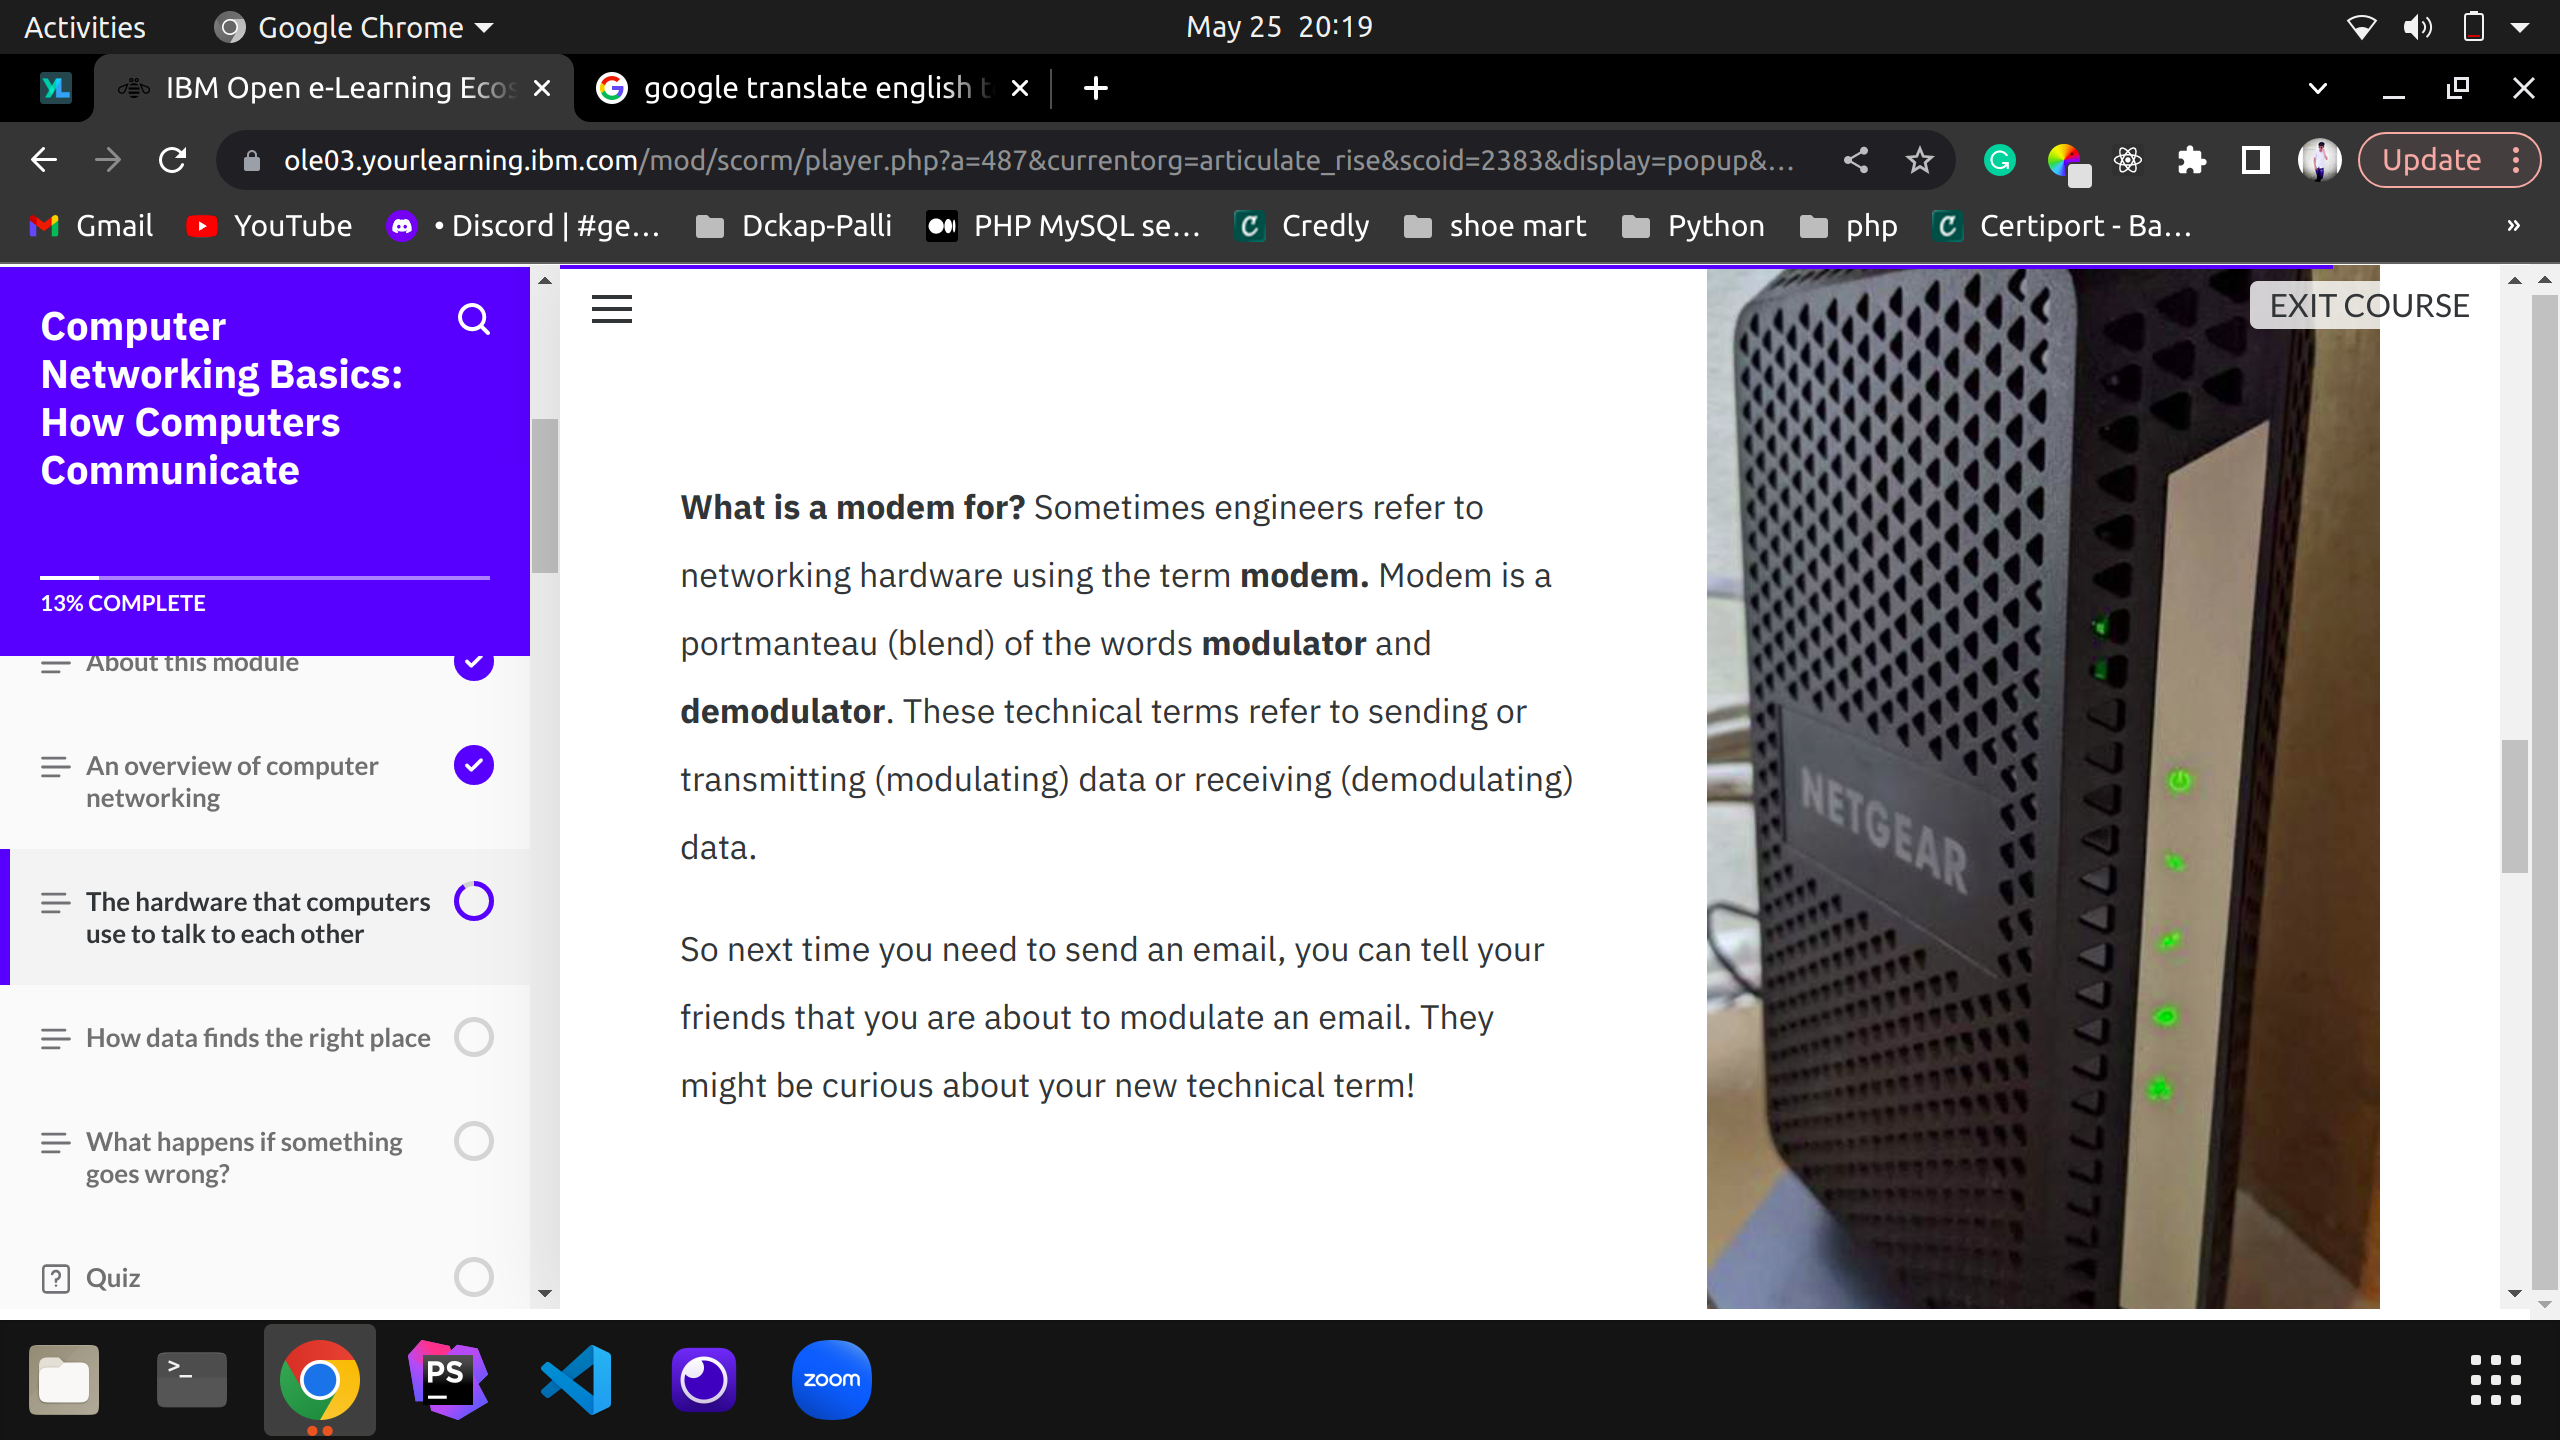 Activities
Google Chrome
May 25 20:19
IBM Open e-Learning Ecos
google translate english t
ole03.yourlearning.ibm.com/mod/scorm/player.php?a=487&currentorg=articulate_rise&scoid=2383&display=popup&...
Update
Gmail
YouTube
• Discord | #ge...
Dckap-Palli
PHP MySQL se...
Credly
shoe mart
Python
php
Certiport - Ba...
»
Computer
Networking Basics:
How Computers
Communicate
13% COMPLETE
About this module
An overview of computer
networking
The hardware that computers
use to talk to each other
How data finds the right place
What happens if something
goes wrong?
Quiz
EXIT COURSE
What is a modem for? Sometimes engineers refer to
networking hardware using the term modem. Modem is a
portmanteau (blend) of the words modulator and
demodulator. These technical terms refer to sending or
transmitting (modulating) data or receiving (demodulating)
data.
So next time you need to send an email, you can tell your
friends that you are about to modulate an email. They
might be curious about your new technical term!
NETGEAR
PS
zoom